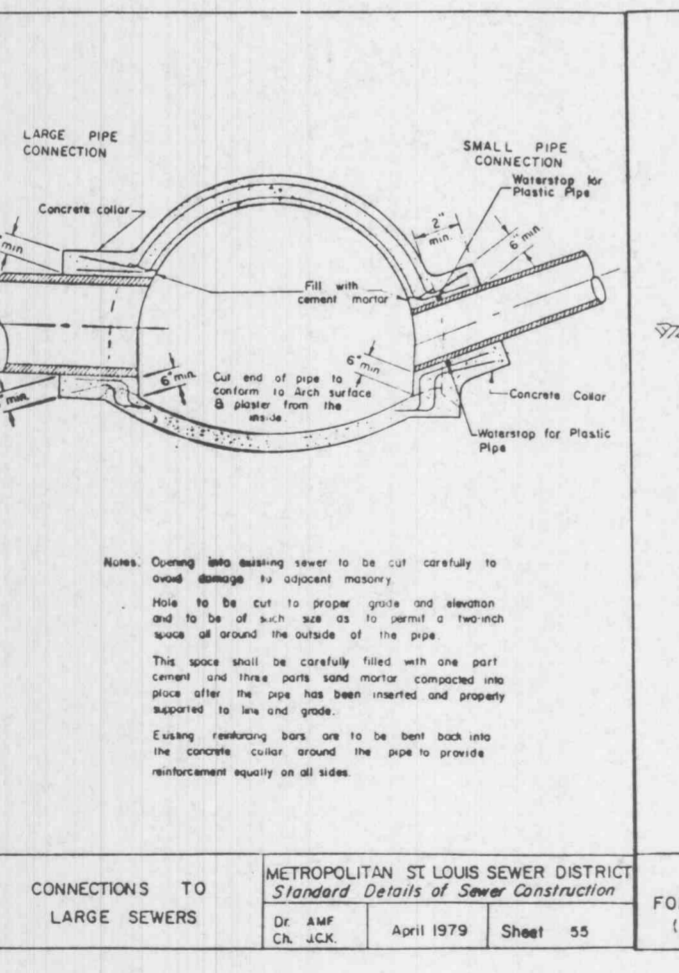 LARGE PIPE
CONNECTION
SMALL PIPE
CONNECTION
Waterstop for
Plastic Pipe
Concrete collar
2"
min.
6" min.
min
Fill with
cement mortar
6"
min
6" min.
Cut end of pipe to
conform to Arch surface
& plaster from the
inside.
min.
Concrete Collar
Waterstop for Plastic
Pipe
Notes: Opening into existing sewer to be cut carefully to
avoid damage to adjacent masonry.
Hole to be cut to proper grade and elevation
and to be of such size as to permit a two-inch
space all around the outside of the pipe.
This space shall be carefully filled with one part
cement and three parts sand mortar compacted into
place after the pipe has been inserted and properly
supported to line and grade.
Existing reinforcing bars are to be bent back into
the concrete collar around the pipe to provide
reinforcement equally on all sides.
CONNECTIONS TO
LARGE SEWERS
METROPOLITAN ST. LOUIS SEWER DISTRICT
Standard Details of Sewer Construction
Dr. AMF
Ch. J.C.K.
April 1979
Sheet 55